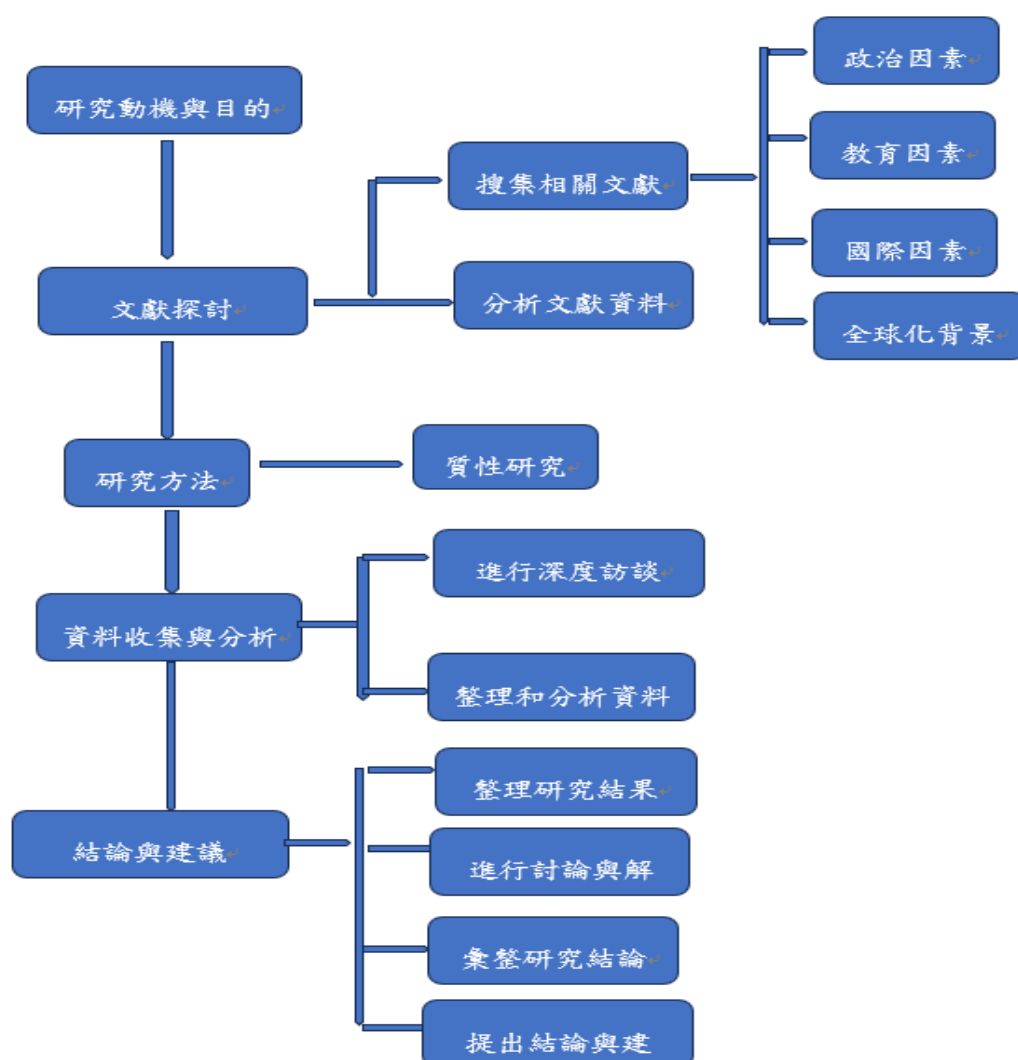 研究動機與目的
文獻探討
搜集相關文獻
分析文獻資料
政治因素
教育因素
國際因素
全球化背景
研究方法
質性研究
資料收集與分析
進行深度訪談
整理和分析資料
結論與建議
整理研究結果
進行討論與解
彙整研究結論
提出結論與建